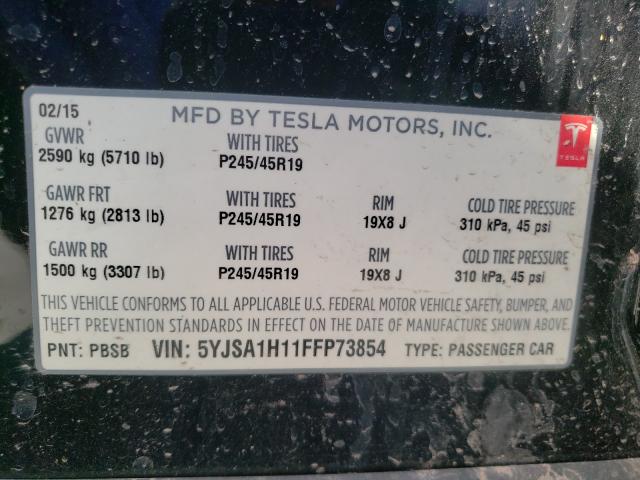 02/15 MFD BY TESLA MOTORS, INC.
GVWR WITH TIRES
2590 kg (5710 lb) P245/45R19
TESLA
GAWR FRT WITH TIRES RIM COLD TIRE PRESSURE
1276 kg (2813 lb) P245/45R19 19X8 J 310 kPa, 45 psi
GAWR RR WITH TIRES RIM COLD TIRE PRESSURE
1500 kg (3307 lb) P245/45R19 19X8 J 310 kPa, 45 psi
THIS VEHICLE CONFORMS TO ALL APPLICABLE U.S. FEDERAL MOTOR VEHICLE SAFETY, BUMPER, AND
THEFT PREVENTION STANDARDS IN EFFECT ON THE DATE OF MANUFACTURE SHOWN ABOVE.
PNT: PBSB VIN: 5YJSA1H11FFP73854 TYPE: PASSENGER CAR